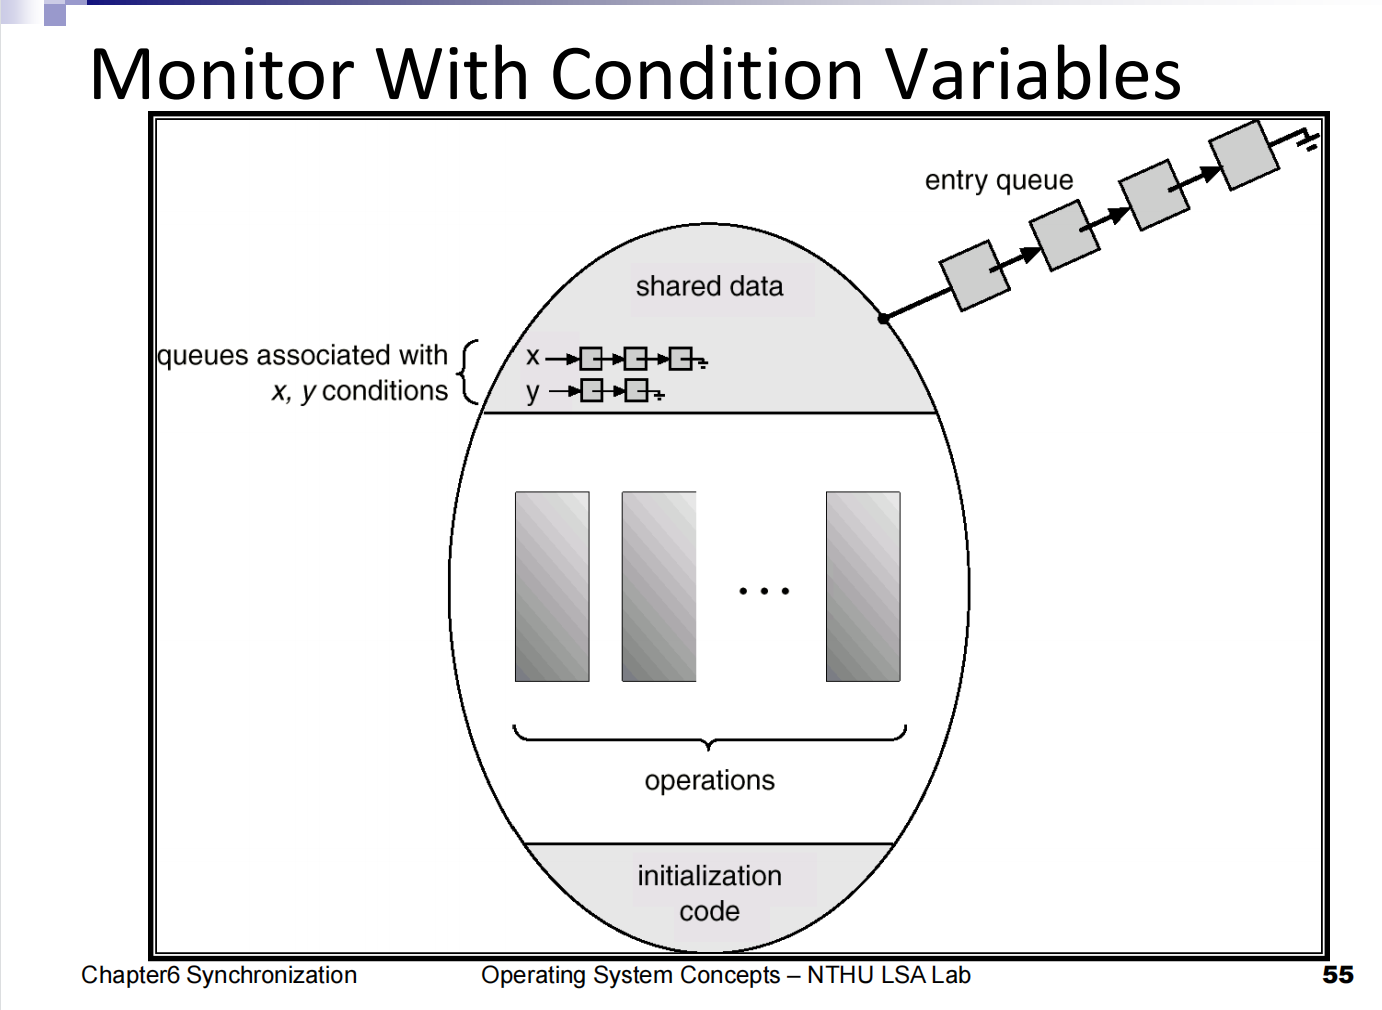 Monitor With Condition Variables
entry queue
shared data
queues associated with
x, y conditions
x
y
. . .
operations
initialization
code
Chapter6 Synchronization
Operating System Concepts – NTHU LSA Lab
55